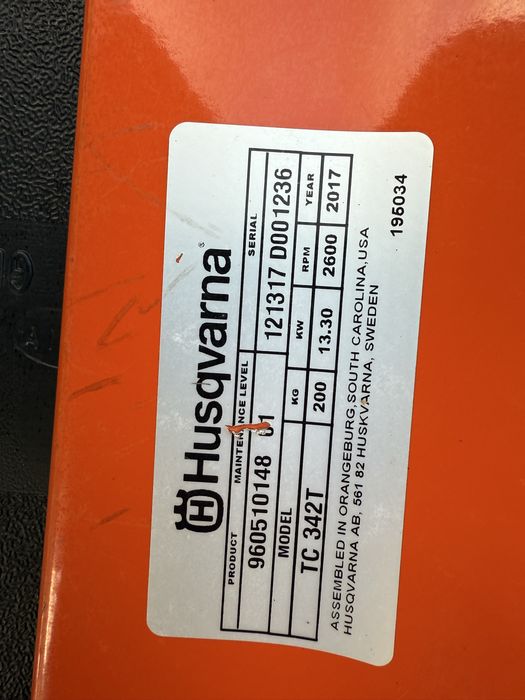 H Husqvarna®
PRODUCT MAINTENANCE LEVEL SERIAL
960510148 121317 D001236
MODEL KG KW RPM YEAR
TC 342T 200 13.30 2600 2017
ASSEMBLED IN ORANGEBURG,SOUTH CAROLINA,USA
HUSQVARNA AB, 561 82 HUSKVARNA, SWEDEN
195034